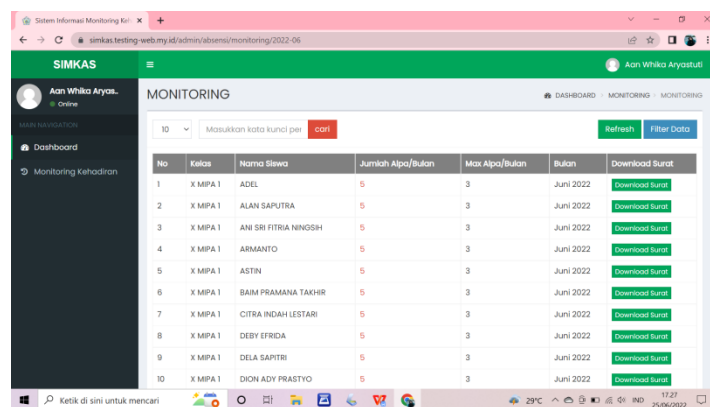 Sistem Informasi Monitoring Keh
simkas.testing-web.my.id/admin/absensi/monitoring/2022-06
SIMKAS
Aan Whika Aryastuti
Aan Whika Aryas..
Online
MONITORING
DASHBOARD > MONITORING > MONITORING
MAIN NAVIGATION
Dashboard
Monitoring Kehadiran
10 Masukkan kata kunci per cari Refresh Filter Data
No Kelas Nama Siswa Jumlah Alpa/Bulan Max Alpa/Bulan Bulan Download Surat
1 X MIPA 1 ADEL 5 3 Juni 2022 Download Surat
2 X MIPA 1 ALAN SAPUTRA 5 3 Juni 2022 Download Surat
3 X MIPA 1 ANI SRI FITRIA NINGSIH 5 3 Juni 2022 Download Surat
4 X MIPA 1 ARMANTO 5 3 Juni 2022 Download Surat
5 X MIPA 1 ASTIN 5 3 Juni 2022 Download Surat
6 X MIPA 1 BAIM PRAMANA TAKHIR 5 3 Juni 2022 Download Surat
7 X MIPA 1 CITRA INDAH LESTARI 5 3 Juni 2022 Download Surat
8 X MIPA 1 DEBY EFRIDA 5 3 Juni 2022 Download Surat
9 X MIPA 1 DELA SAPITRI 5 3 Juni 2022 Download Surat
10 X MIPA 1 DION ADY PRASTYO 5 3 Juni 2022 Download Surat
Ketik di sini untuk mencari
29°C IND 17.27
25/06/2022